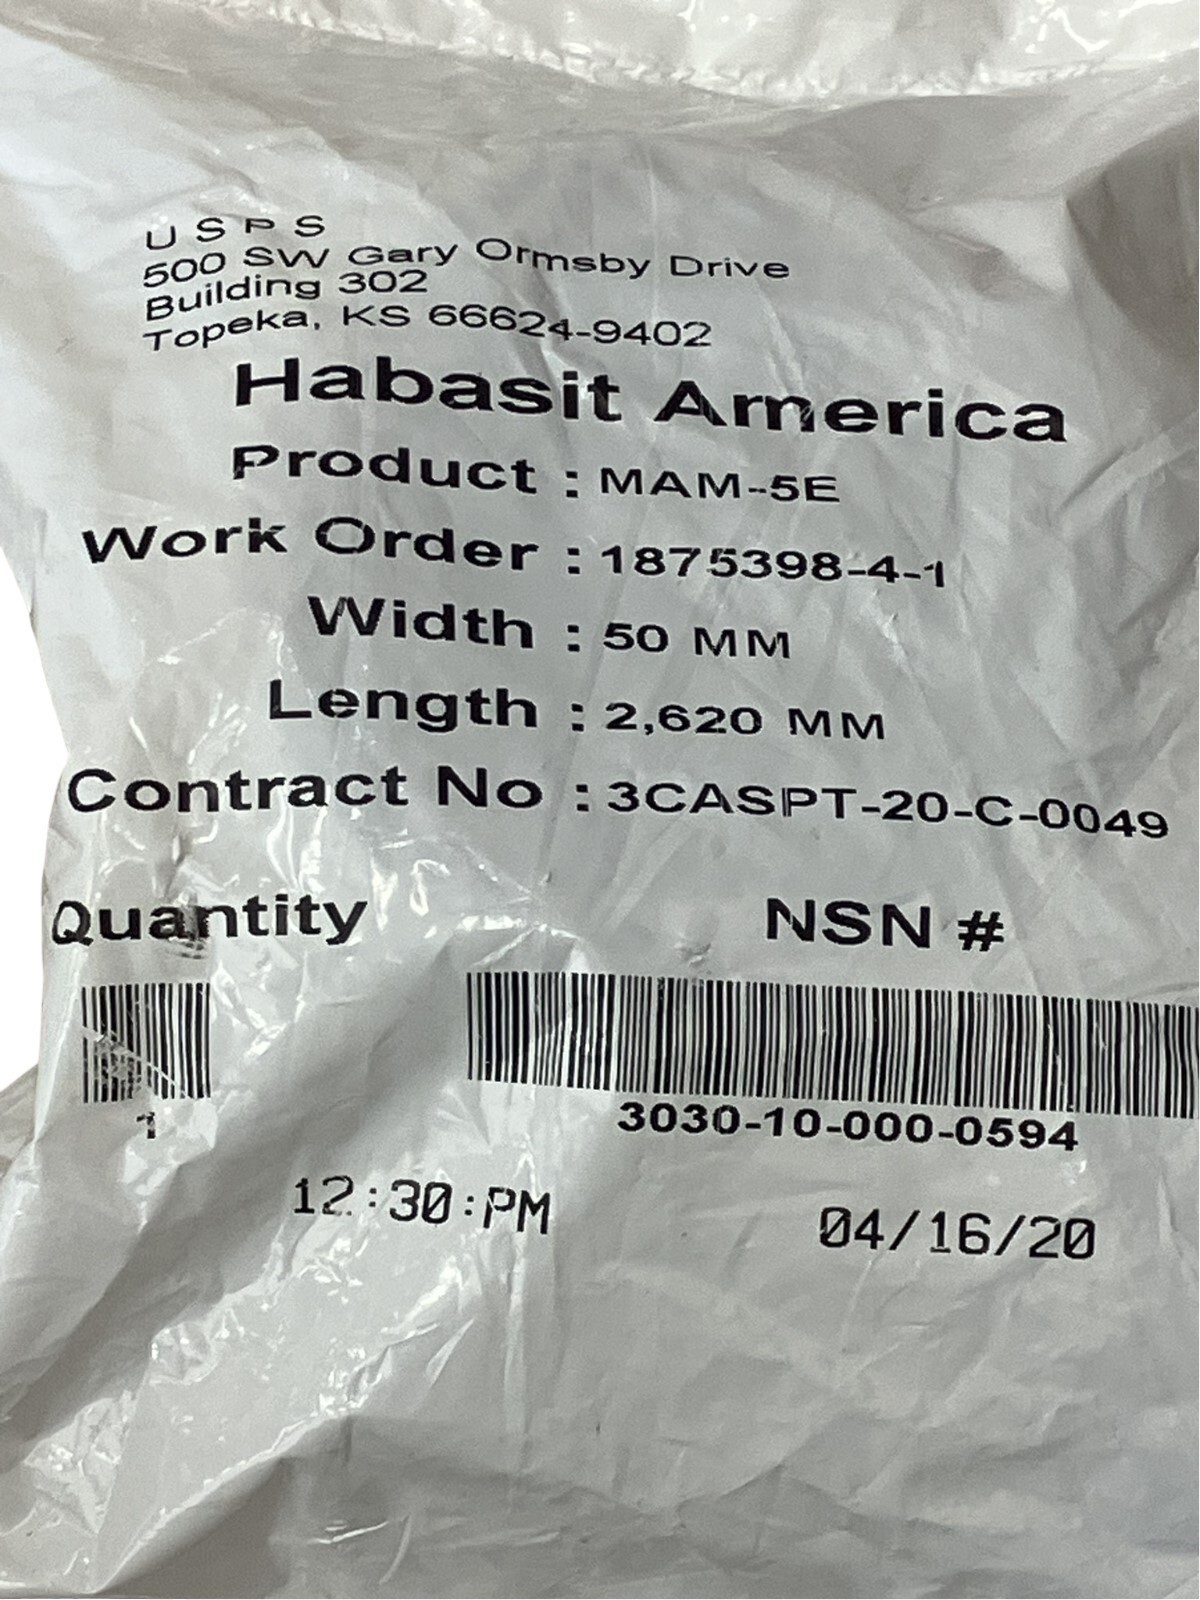 U S P S
500 SW Gary Ormsby Drive
Building 302
Topeka, KS 66624-9402
Habasit America
Product : MAM-5E
Work Order : 1875398-4-1
Width : 50 MM
Length : 2,620 MM
Contract No : 3CASPT-20-C-0049
Quantity NSN #
1 3030-10-000-0594
12:30:PM 04/16/20